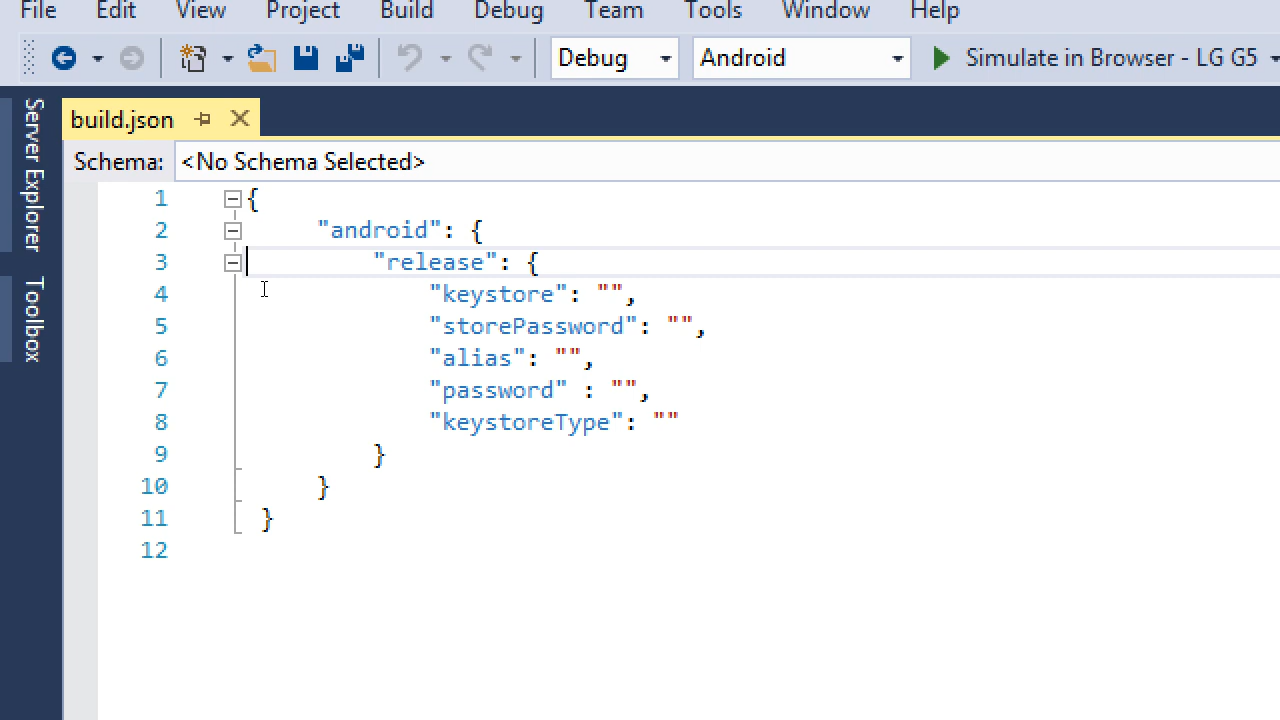 File Edit View Project Build Debug Team Tools Window Help
Debug Android Simulate in Browser - LG G5
Server Explorer
Toolbox
build.json
Schema: <No Schema Selected>
1 {
2 "android": {
3 "release": {
4 "keystore": "",
5 "storePassword": "",
6 "alias": "",
7 "password" : "",
8 "keystoreType": ""
9 }
10 }
11 }
12